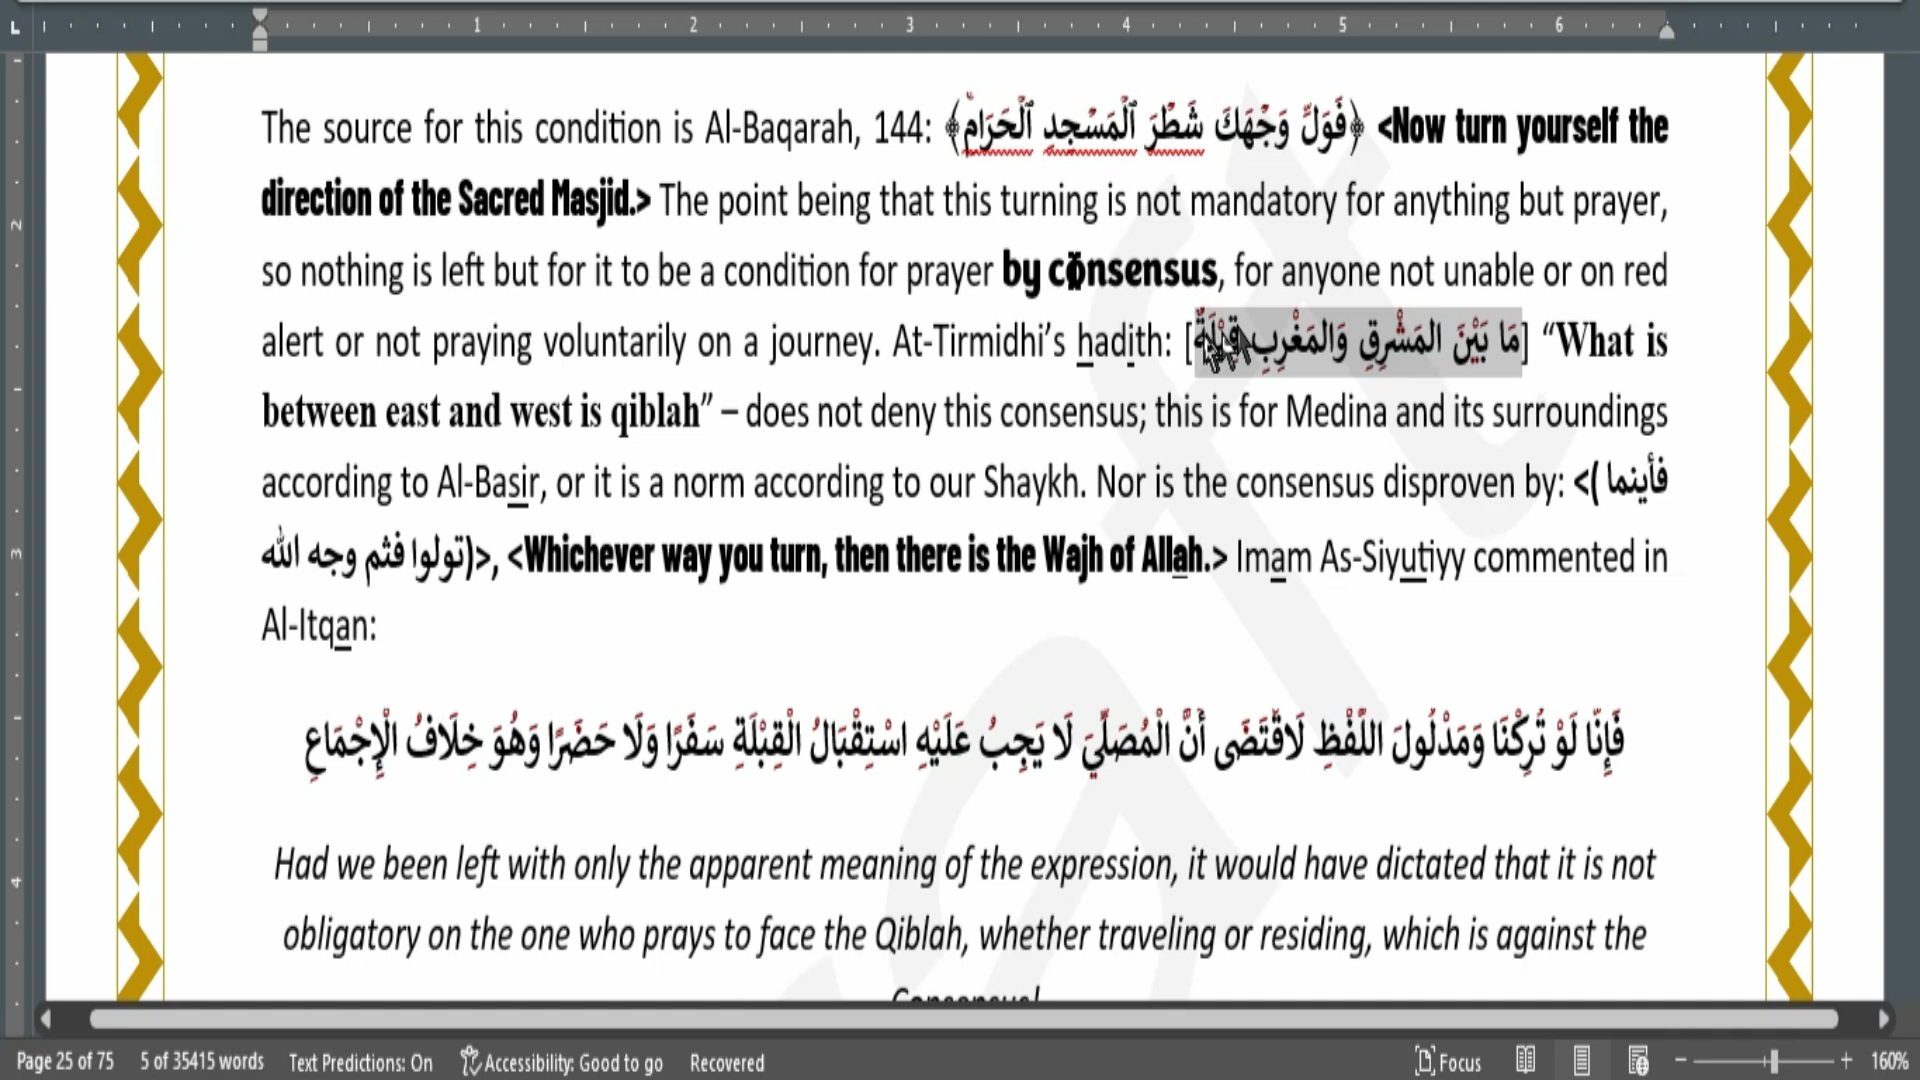 1 2 3 4 5 6
The source for this condition is Al-Baqarah, 144: ﴿فَوَلِّ وَجْهَكَ شَطْرَ ٱلْمَسْجِدِ ٱلْحَرَامِ﴾ <Now turn yourself the
direction of the Sacred Masjid.> The point being that this turning is not mandatory for anything but prayer,
so nothing is left but for it to be a condition for prayer by consensus, for anyone not unable or on red
alert or not praying voluntarily on a journey. At-Tirmidhi’s hadith: [مَا بَيْنَ المَشْرِقِ وَالمَغْرِبِ قِبْلَةٌ] “What is
between east and west is qiblah” – does not deny this consensus; this is for Medina and its surroundings
according to Al-Basir, or it is a norm according to our Shaykh. Nor is the consensus disproven by: <(فأينما
تولوا فثم وجه الله)>, <Whichever way you turn, then there is the Wajh of Allah.> Imam As-Siyutiyy commented in
Al-Itqan:
فَإِنَّا لَوْ تُرِكْنَا وَمَدْلُولَ اللَّفْظِ لَاقْتَضَى أَنَّ الْمُصَلِّيَ لَا يَجِبُ عَلَيْهِ اسْتِقْبَالُ الْقِبْلَةِ سَفَرًا وَلَا حَضَرًا وَهُوَ خِلَافُ الْإِجْمَاعِ
Had we been left with only the apparent meaning of the expression, it would have dictated that it is not
obligatory on the one who prays to face the Qiblah, whether traveling or residing, which is against the
Page 25 of 75 5 of 35415 words Text Predictions: On Accessibility: Good to go Recovered Focus 160%